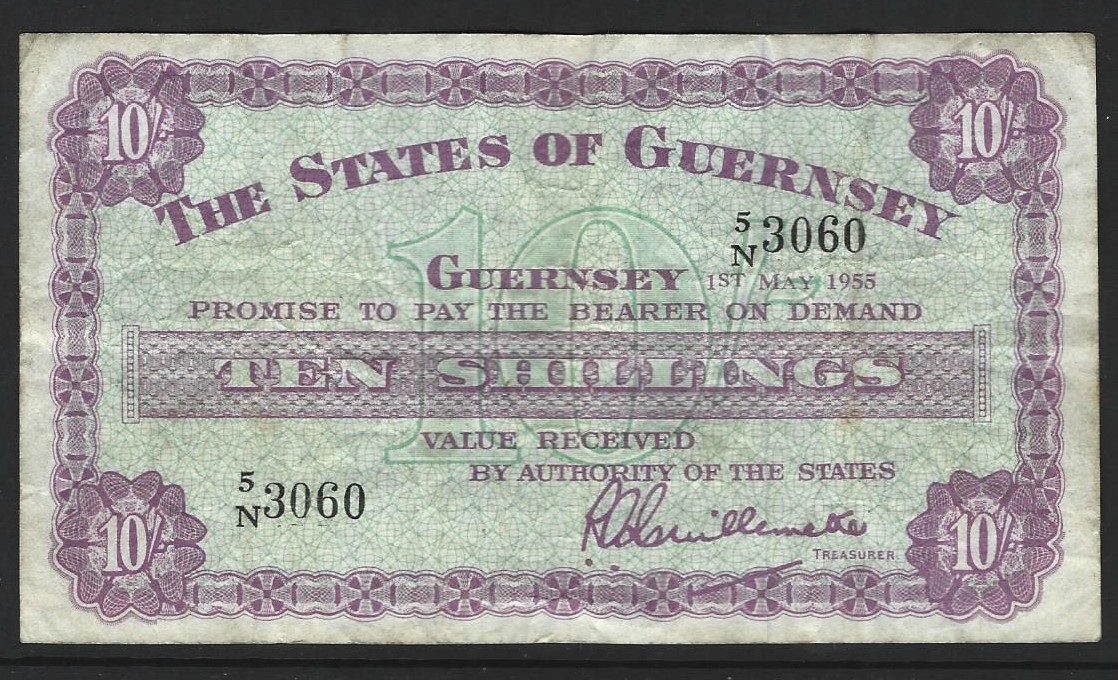 10/- 10/-
THE STATES OF GUERNSEY
5/N 3060
GUERNSEY 1ST MAY 1955
PROMISE TO PAY THE BEARER ON DEMAND
10/-
TEN SHILLINGS
VALUE RECEIVED
BY AUTHORITY OF THE STATES
5/N 3060
TREASURER.
10/- 10/-